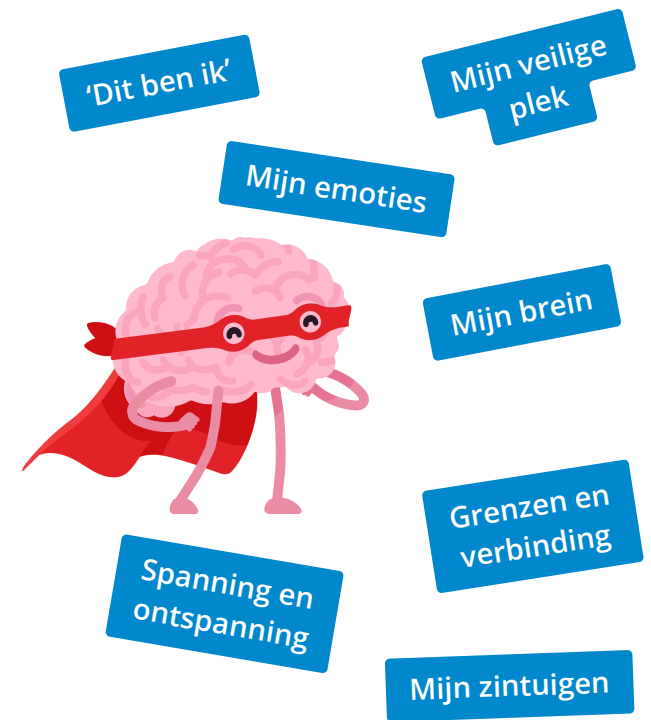 ‘Dit ben ik’
Mijn veilige
plek
Mijn emoties
Mijn brein
Grenzen en
verbinding
Spanning en
ontspanning
Mijn zintuigen